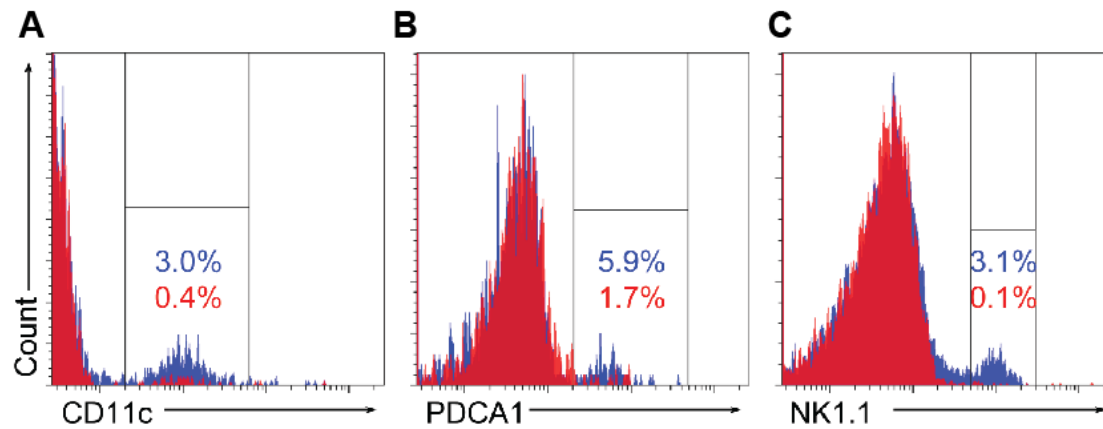 A
B
C
Count
3.0%
0.4%
5.9%
1.7%
3.1%
0.1%
CD11c
PDCA1
NK1.1